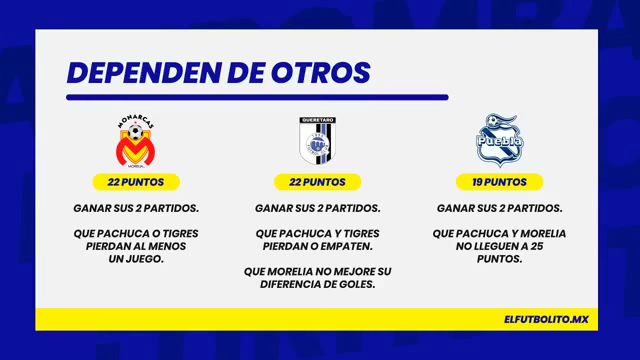 DEPENDEN DE OTROS
MONARCAS
MORELIA
22 PUNTOS
GANAR SUS 2 PARTIDOS.
QUE PACHUCA O TIGRES
PIERDAN AL MENOS
UN JUEGO.
QUERETARO
22 PUNTOS
GANAR SUS 2 PARTIDOS.
QUE PACHUCA Y TIGRES
PIERDAN O EMPATEN.
QUE MORELIA NO MEJORE SU
DIFERENCIA DE GOLES.
Puebla
19 PUNTOS
GANAR SUS 2 PARTIDOS.
QUE PACHUCA Y MORELIA
NO LLEGUEN A 25
PUNTOS.
ELFUTBOLITO.MX